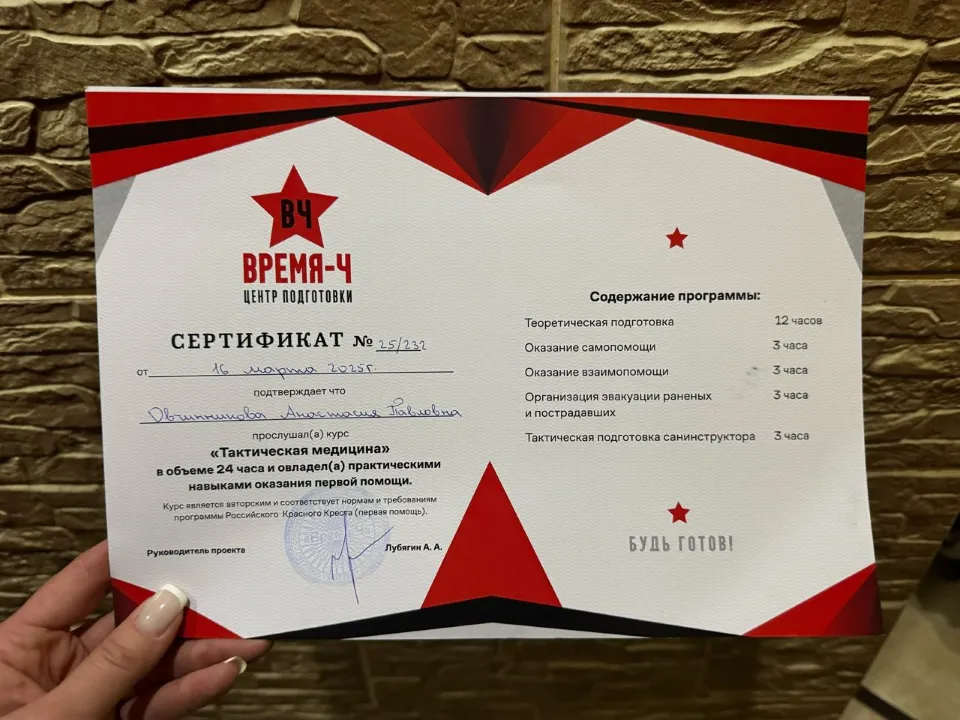 ВЧ
ВРЕМЯ-Ч
ЦЕНТР ПОДГОТОВКИ
СЕРТИФИКАТ № 25/232
от 16 марта 2025г.
подтверждает что
Овчинникова Анастасия Павловна
прослушал(а) курс
«Тактическая медицина»
в объеме 24 часа и овладел(а) практическими
навыками оказания первой помощи.
Курс является авторским и соответствует нормам и требованиям
программы Российского Красного Креста (первая помощь).
Руководитель проекта
Лубягин А. А.
Содержание программы:
Теоретическая подготовка 12 часов
Оказание самопомощи 3 часа
Оказание взаимопомощи 3 часа
Организация эвакуации раненых 3 часа
и пострадавших
Тактическая подготовка санинструктора 3 часа
БУДЬ ГОТОВ!